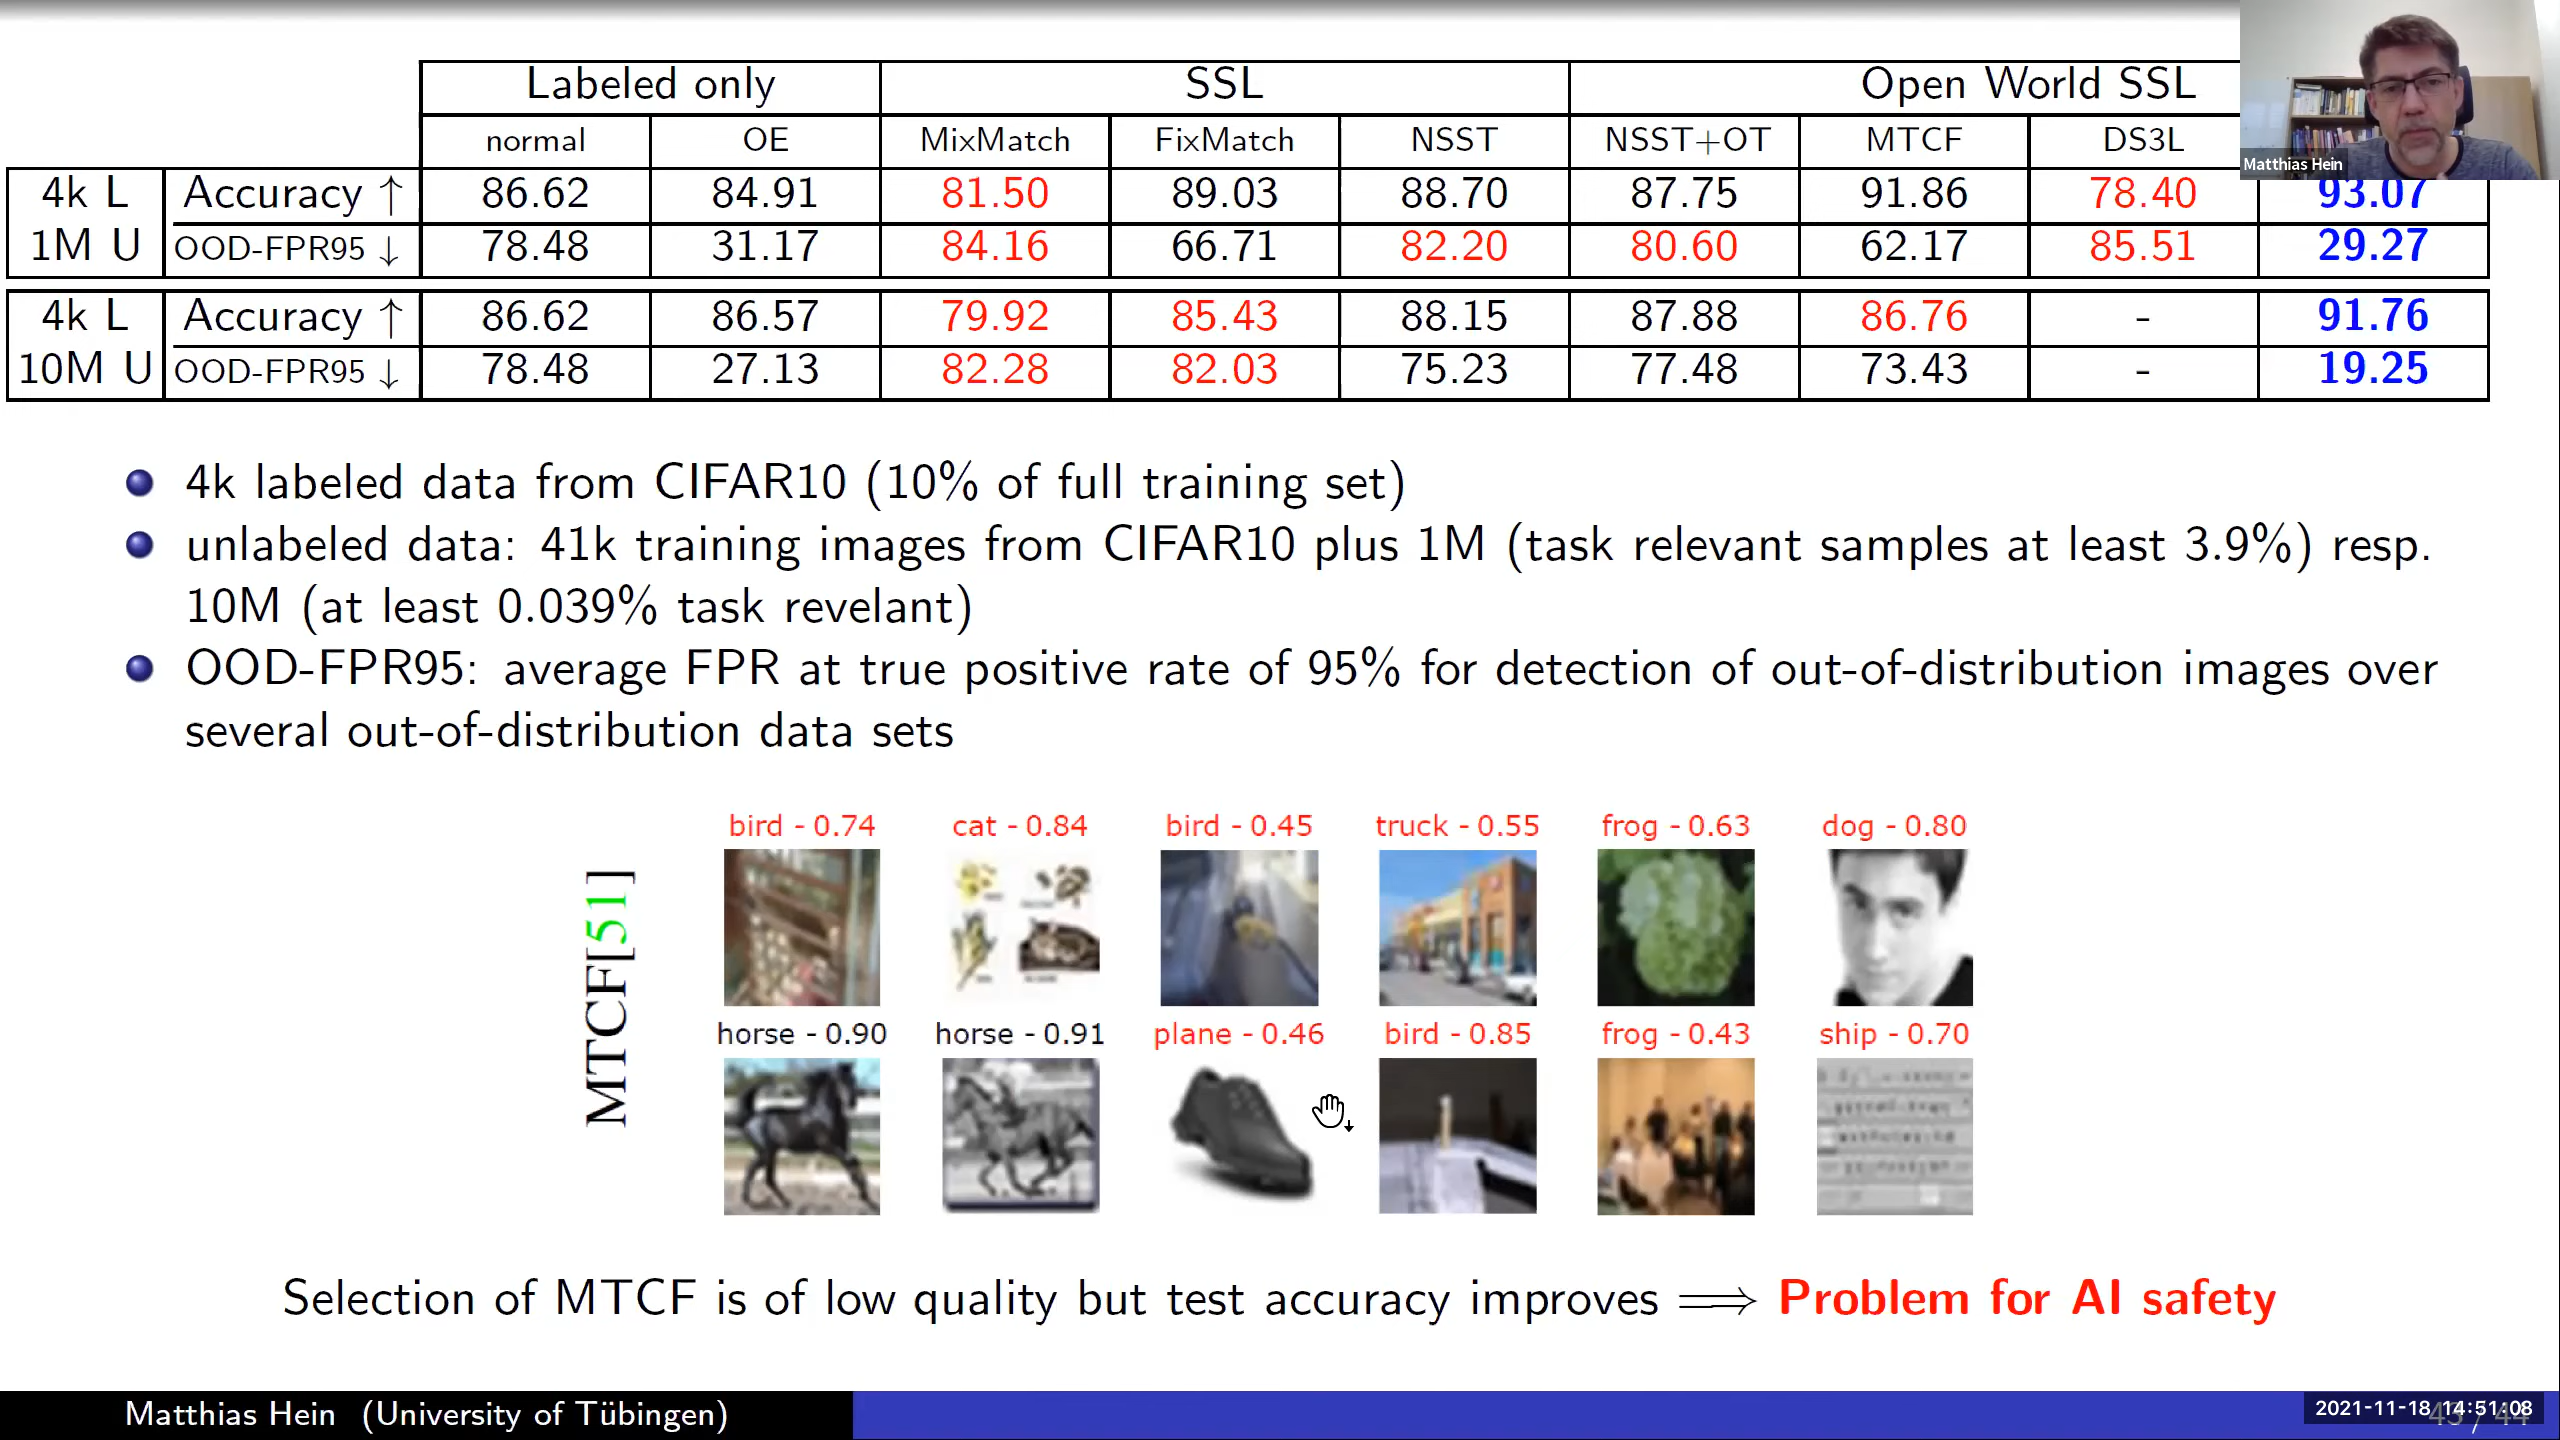 Labeled only SSL Open World SSL
normal OE MixMatch FixMatch NSST NSST+OT MTCF DS3L
Matthias Hein
4k L Accuracy ↑ 86.62 84.91 81.50 89.03 88.70 87.75 91.86 78.40 93.07
1M U OOD-FPR95 ↓ 78.48 31.17 84.16 66.71 82.20 80.60 62.17 85.51 29.27
4k L Accuracy ↑ 86.62 86.57 79.92 85.43 88.15 87.88 86.76 - 91.76
10M U OOD-FPR95 ↓ 78.48 27.13 82.28 82.03 75.23 77.48 73.43 - 19.25
4k labeled data from CIFAR10 (10% of full training set)
unlabeled data: 41k training images from CIFAR10 plus 1M (task relevant samples at least 3.9%) resp.
10M (at least 0.039% task revelant)
OOD-FPR95: average FPR at true positive rate of 95% for detection of out-of-distribution images over
several out-of-distribution data sets
MTCF[51]
bird - 0.74 cat - 0.84 bird - 0.45 truck - 0.55 frog - 0.63 dog - 0.80
horse - 0.90 horse - 0.91 plane - 0.46 bird - 0.85 frog - 0.43 ship - 0.70
Selection of MTCF is of low quality but test accuracy improves ⟹ Problem for AI safety
Matthias Hein (University of Tübingen)
2021-11-18 14:51:08
43 / 44